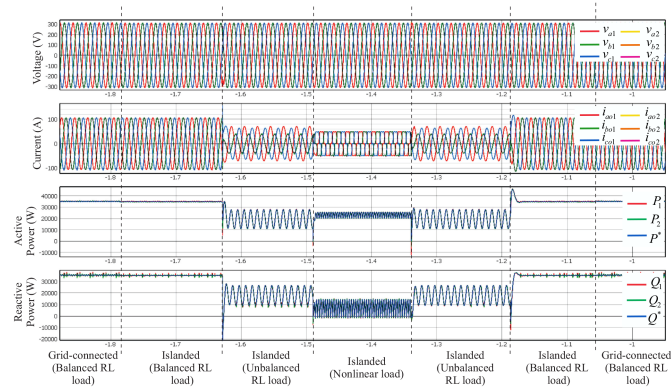 Voltage (V)
300
200
100
0
-100
-200
-300
v_a1 v_a2
v_b1 v_b2
v_c1 v_c2
-1.8 -1.7 -1.6 -1.5 -1.4 -1.3 -1.2 -1.1 -1
Current (A)
100
0
-100
i_ao1 i_ao2
i_bo1 i_bo2
i_co1 i_co2
-1.8 -1.7 -1.6 -1.5 -1.4 -1.3 -1.2 -1.1 -1
Active
Power (W)
40000
30000
20000
10000
0
-10000
P_1
P_2
P*
-1.8 -1.7 -1.6 -1.5 -1.4 -1.3 -1.2 -1.1 -1
Reactive
Power (W)
30000
20000
10000
0
-10000
-20000
Q_1
Q_2
Q*
-1.8 -1.7 -1.6 -1.5 -1.4 -1.3 -1.2 -1.1 -1
Grid-connected Islanded Islanded Islanded Islanded Islanded Grid-connected
(Balanced RL (Balanced RL (Unbalanced (Nonlinear load) (Unbalanced (Balanced RL (Balanced RL
load) load) RL load) RL load) load) load)